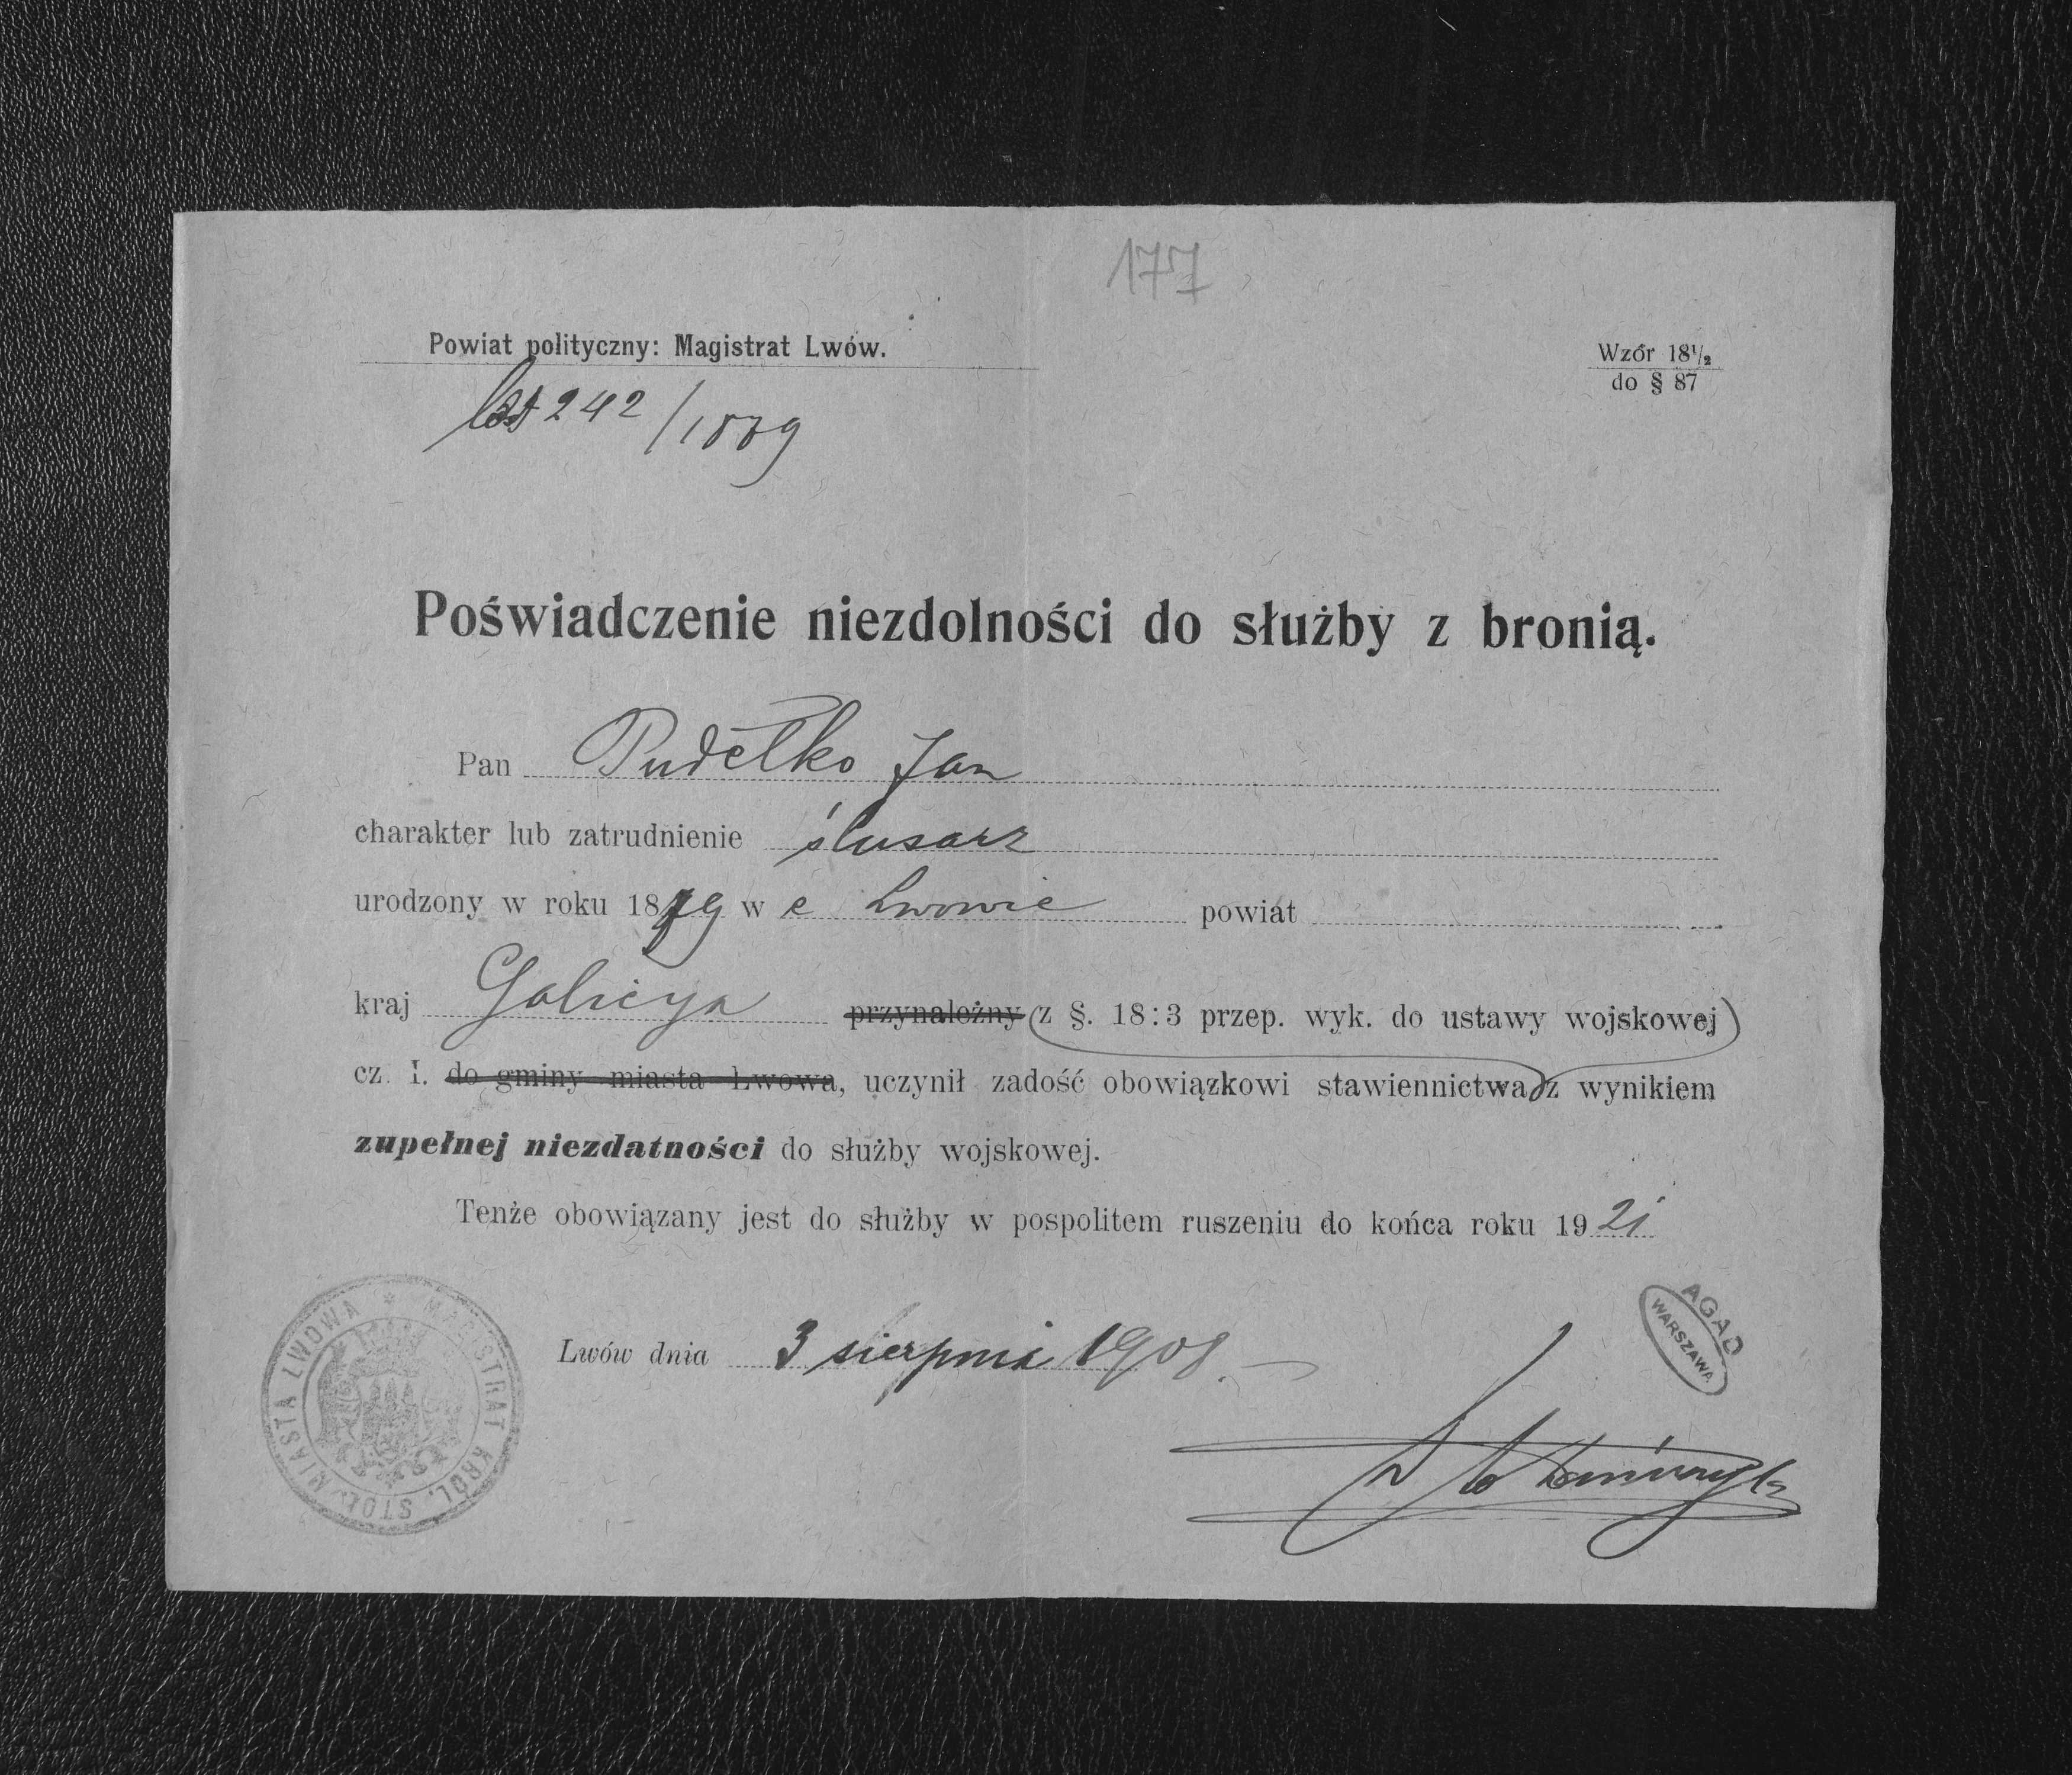 177
Powiat polityczny: Magistrat Lwów.
Wzór 18 1/2
do § 87
242/1879
Poświadczenie niezdolności do służby z bronią.
Pan Pudełko Jan
charakter lub zatrudnienie ślusarz
urodzony w roku 1879 w e Lwowie powiat
kraj Galicya przynależny (z §. 18:3 przep. wyk. do ustawy wojskowej)
cz. I. do gminy miasta Lwowa, uczynił zadość obowiązkowi stawiennictwa z wynikiem
zupełnej niezdatności do służby wojskowej.
Tenże obowiązany jest do służby w pospolitem ruszeniu do końca roku 1921
Lwów dnia 3 sierpnia 1908.
AGAD
WARSZAWA
* MAGISTRAT KRÓL. STOŁ. MIASTA LWOWA